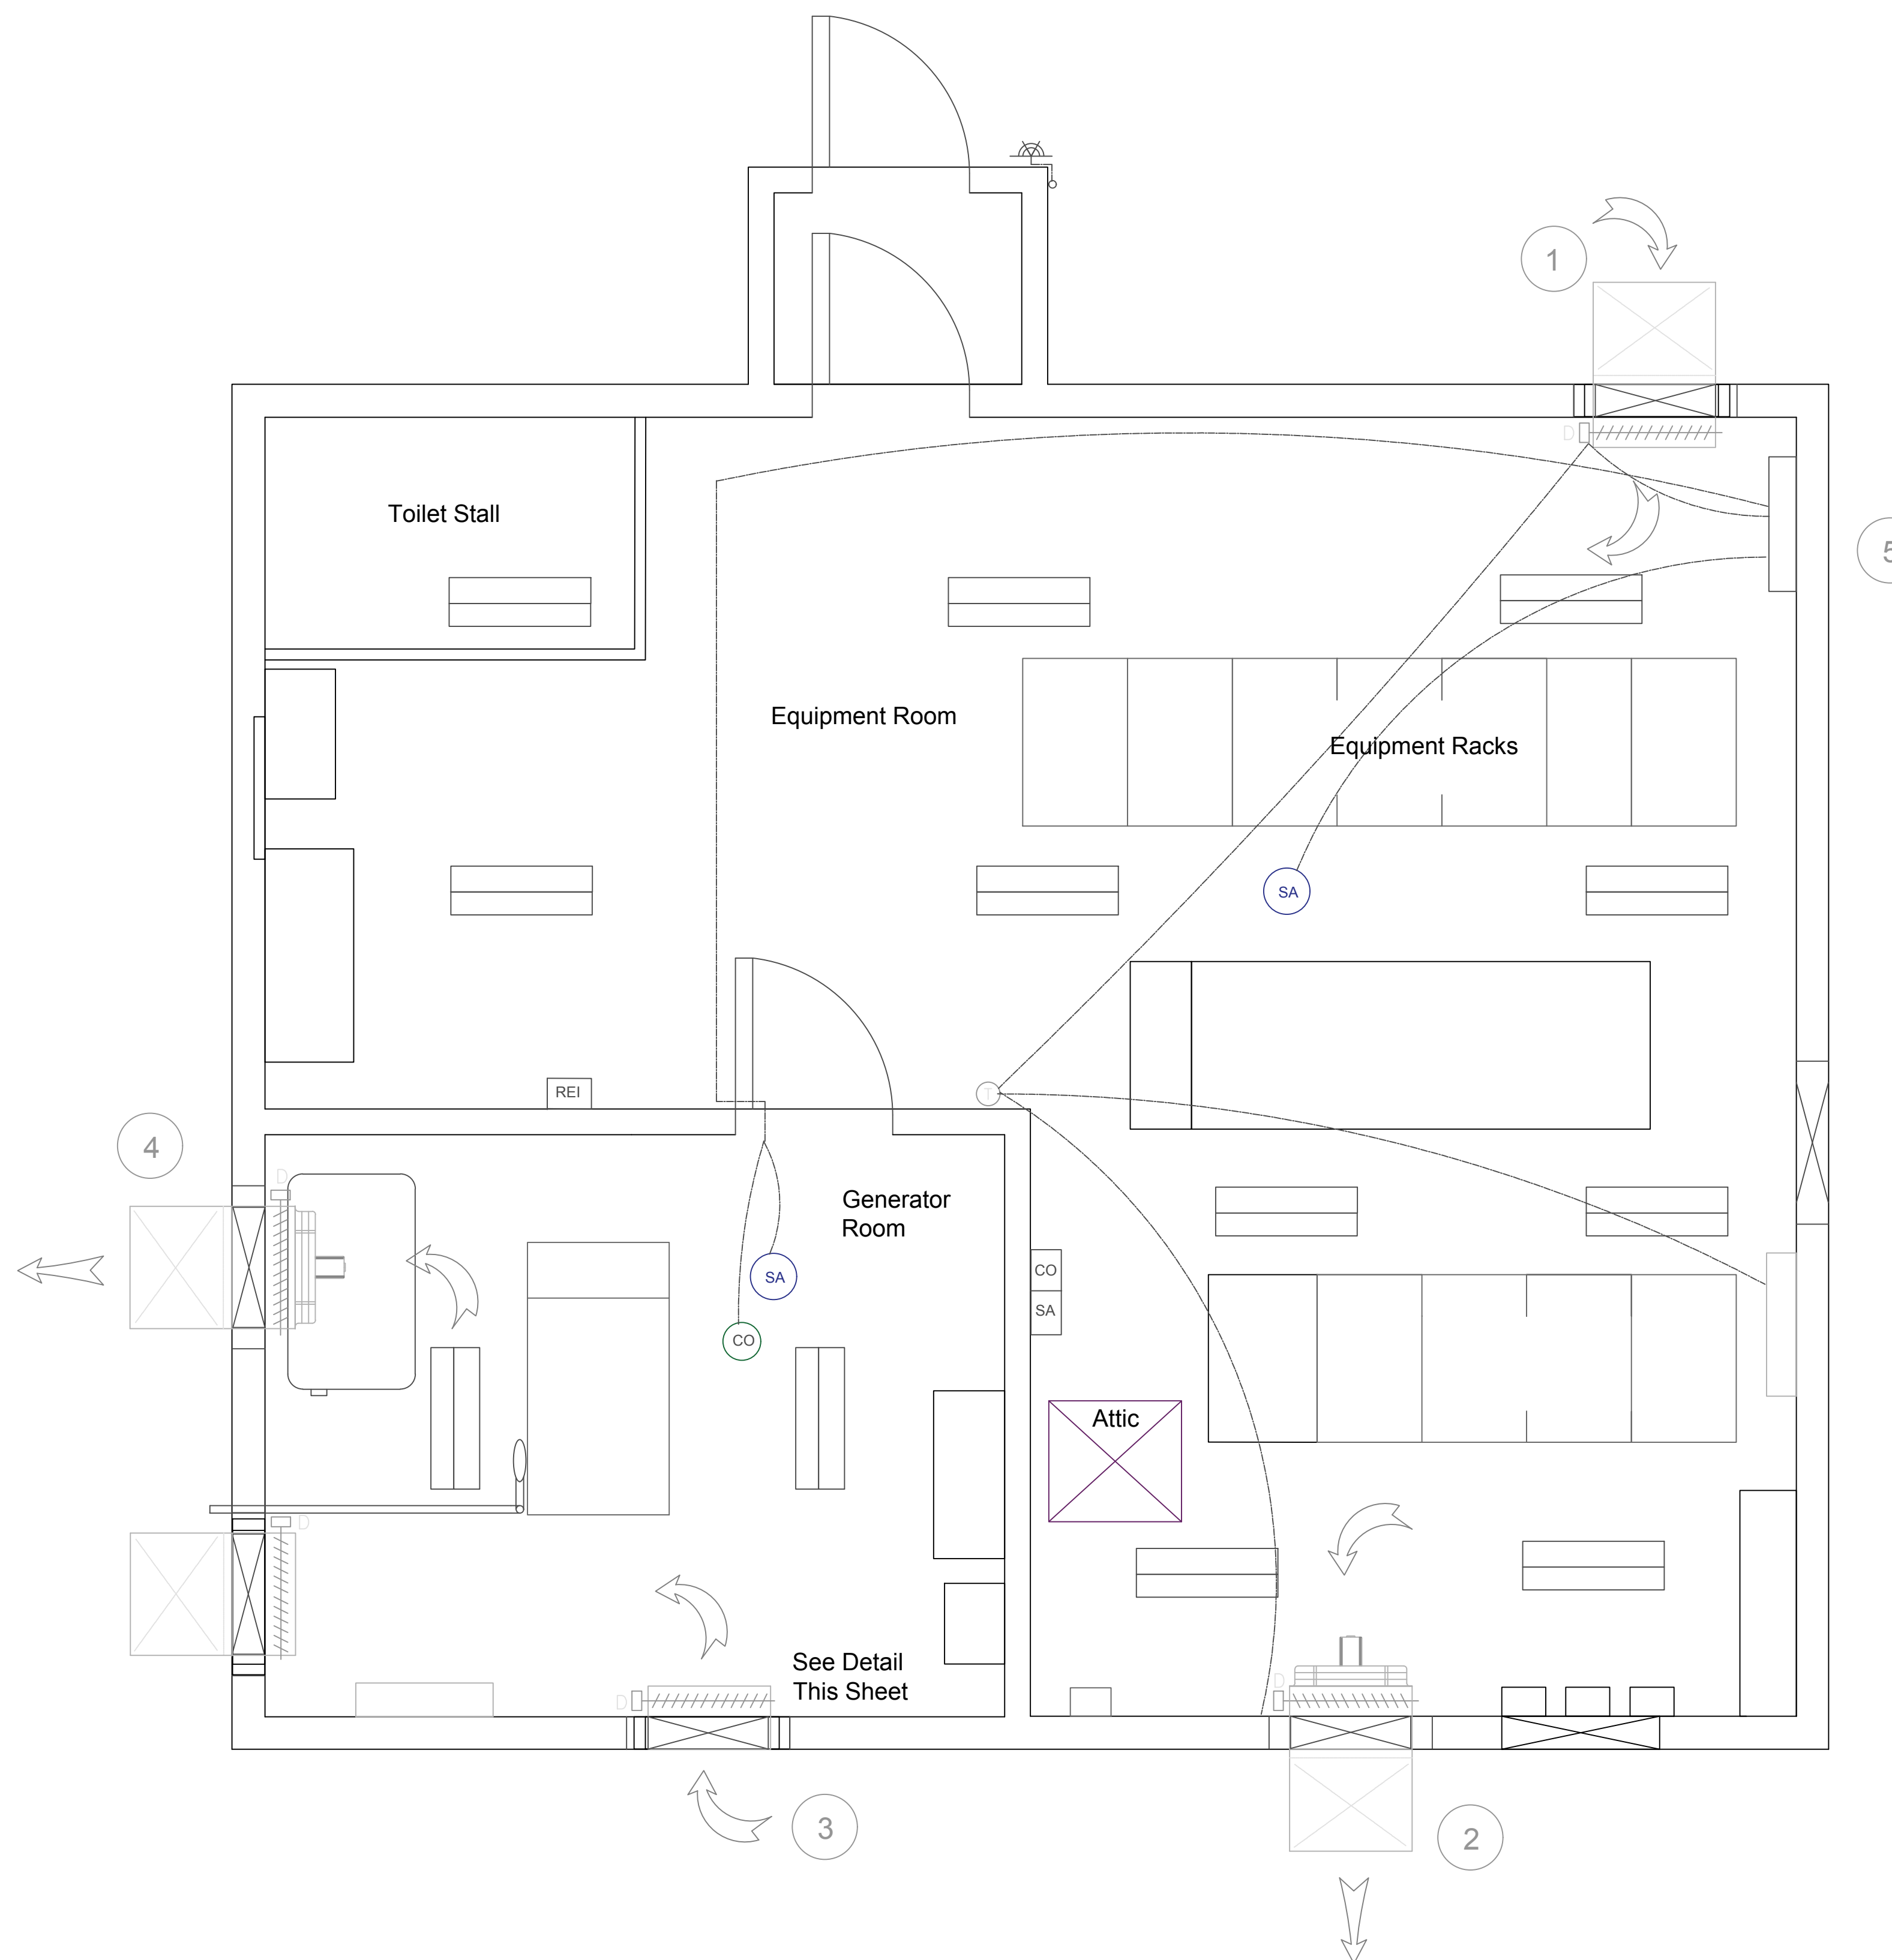 1
D
Toilet Stall
5
Equipment Room
Equipment Racks
SA
REI
T
4
D
Generator
Room
SA
CO
CO
SA
Attic
D
See Detail
This Sheet
D
D
3
2